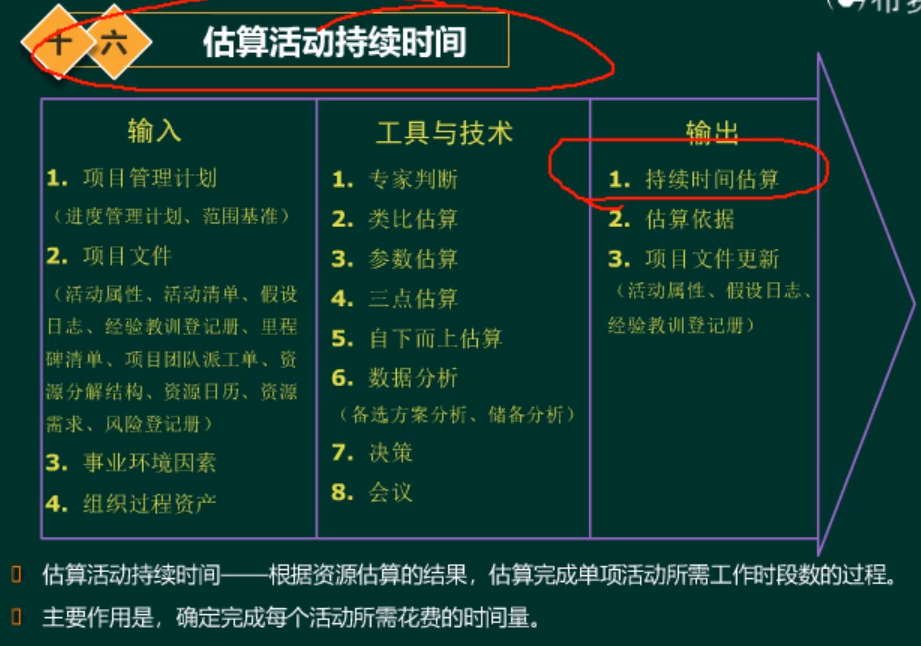 十六 估算活动持续时间
输入
1. 项目管理计划
（进度管理计划、范围基准）
2. 项目文件
（活动属性、活动清单、假设
日志、经验教训登记册、里程
碑清单、项目团队派工单、资
源分解结构、资源日历、资源
需求、风险登记册）
3. 事业环境因素
4. 组织过程资产
工具与技术
1. 专家判断
2. 类比估算
3. 参数估算
4. 三点估算
5. 自下而上估算
6. 数据分析
（备选方案分析、储备分析）
7. 决策
8. 会议
输出
1. 持续时间估算
2. 估算依据
3. 项目文件更新
（活动属性、假设日志、
经验教训登记册）
估算活动持续时间——根据资源估算的结果，估算完成单项活动所需工作时段数的过程。
主要作用是，确定完成每个活动所需花费的时间量。